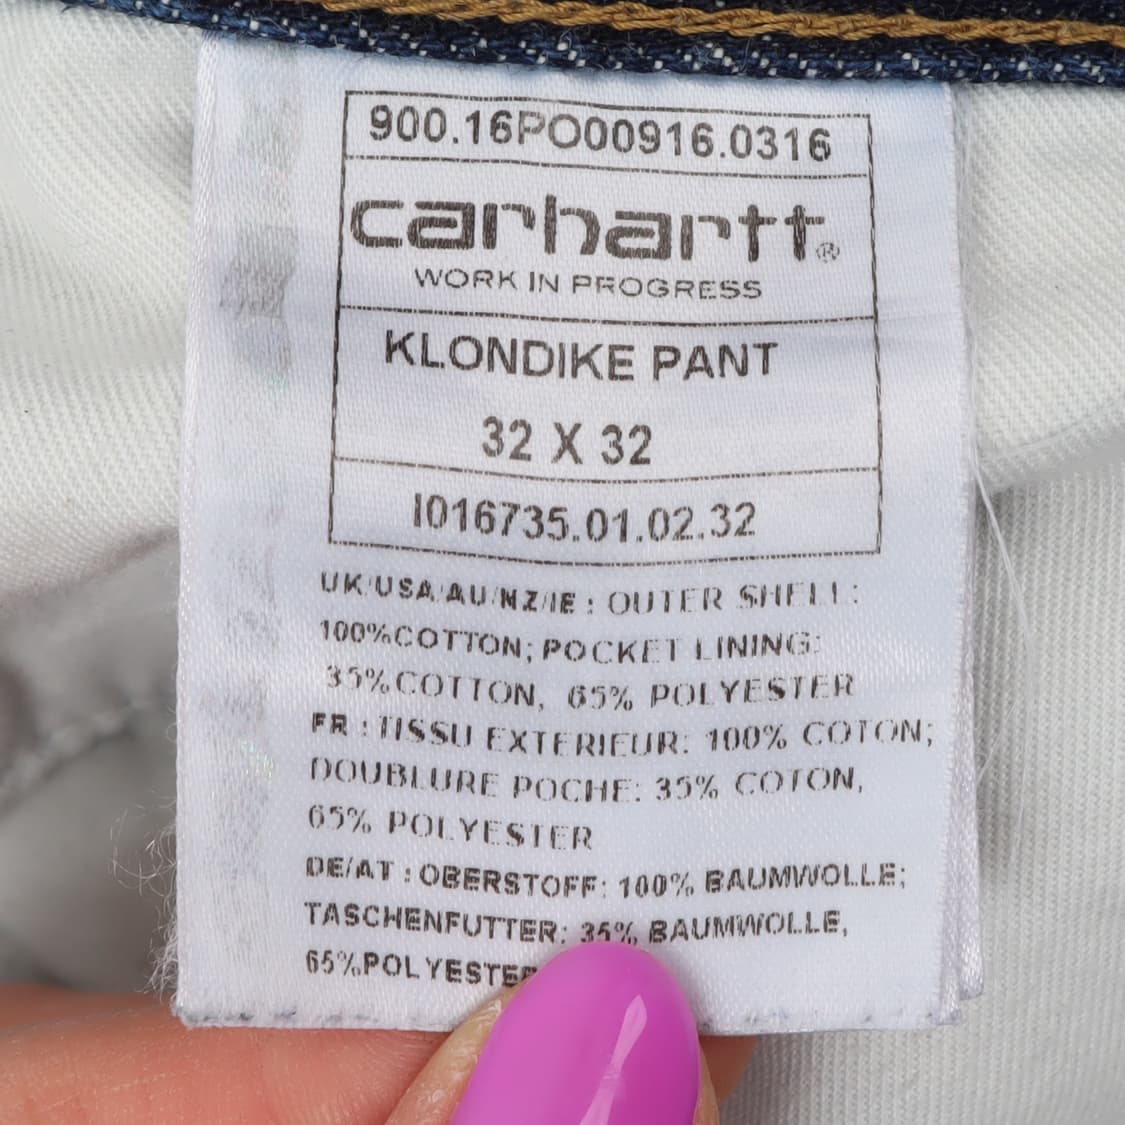 900.16PO00916.0316
carhartt®
WORK IN PROGRESS
KLONDIKE PANT
32 X 32
I016735.01.02.32
UK/USA/AU/NZ/IE : OUTER SHELL:
100%COTTON; POCKET LINING:
35%COTTON, 65% POLYESTER
FR : TISSU EXTERIEUR: 100% COTON;
DOUBLURE POCHE: 35% COTON,
65% POLYESTER
DE/AT : OBERSTOFF: 100% BAUMWOLLE;
TASCHENFUTTER: 35% BAUMWOLLE,
65%POLYESTER